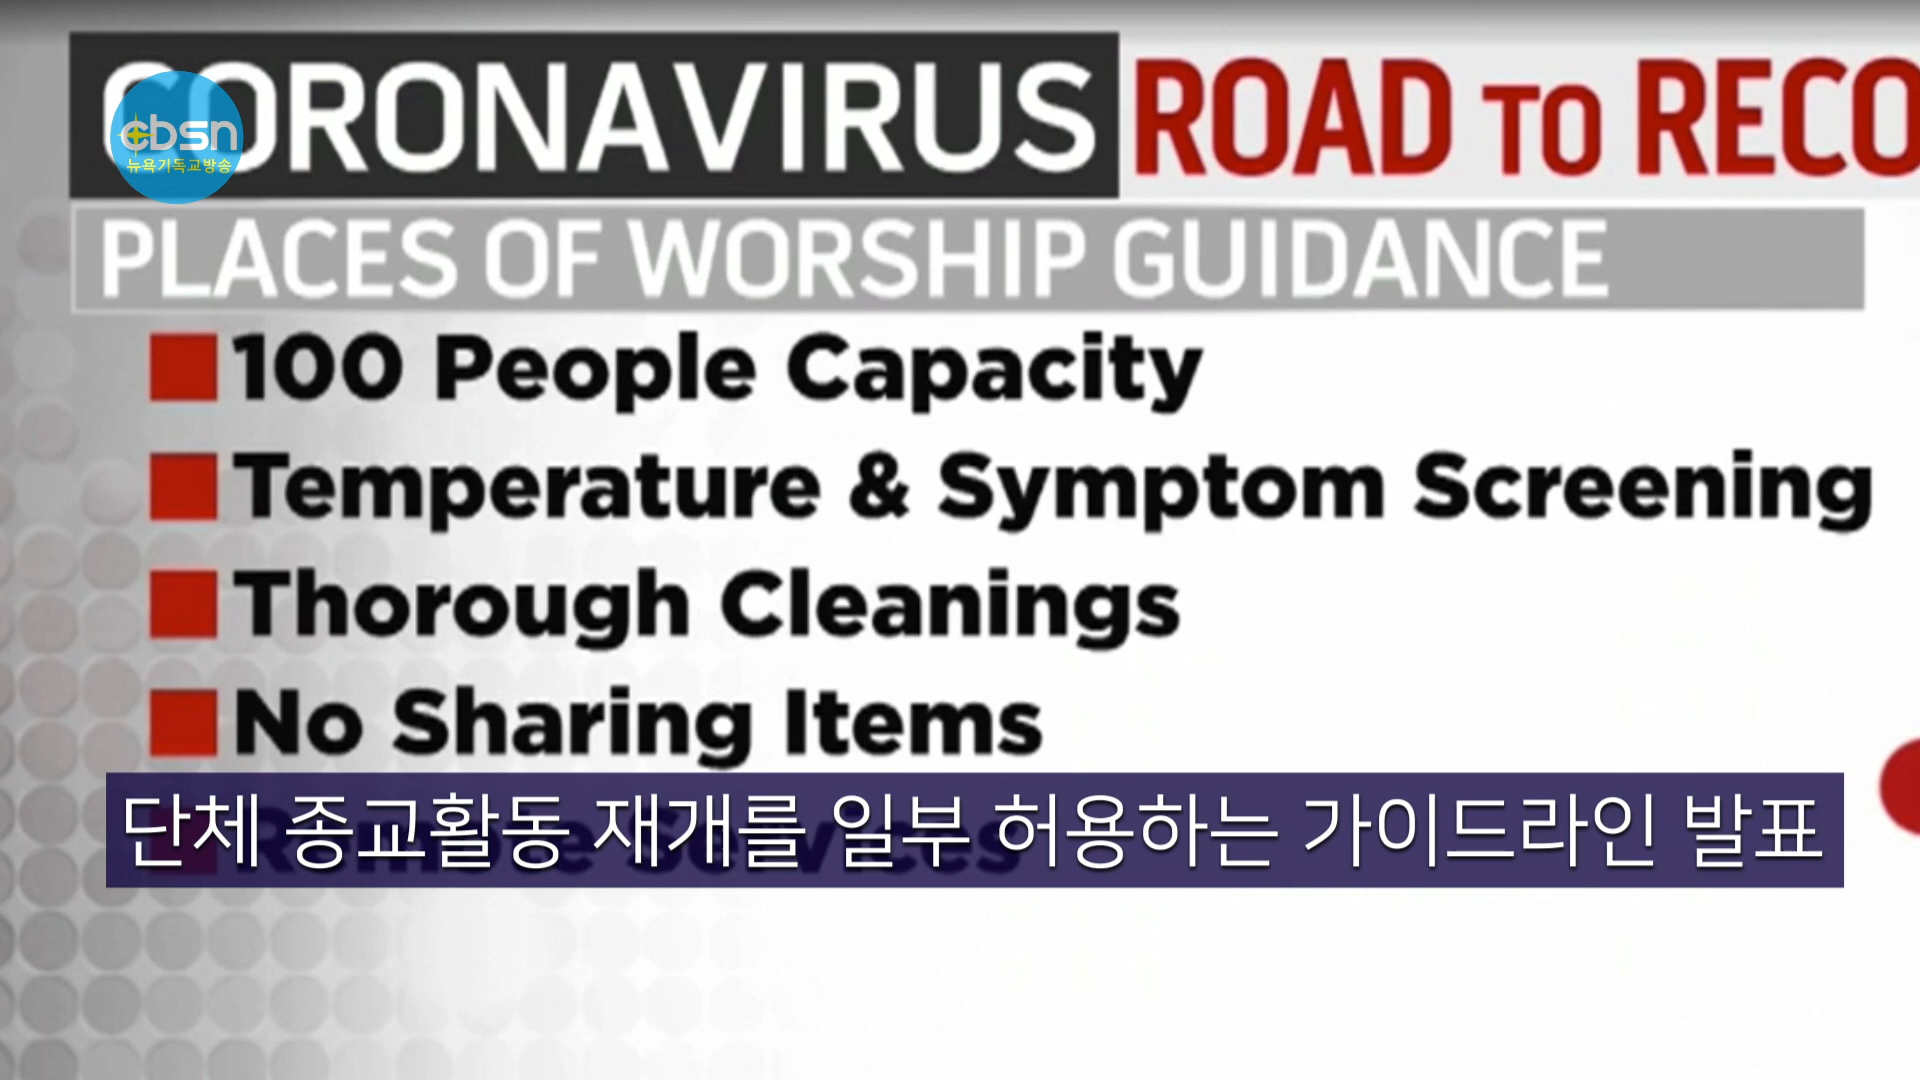 CORONAVIRUS ROAD TO RECO
cbsn
뉴욕기독교방송
PLACES OF WORSHIP GUIDANCE
100 People Capacity
Temperature & Symptom Screening
Thorough Cleanings
No Sharing Items
Remote Services
단체 종교활동 재개를 일부 허용하는 가이드라인 발표